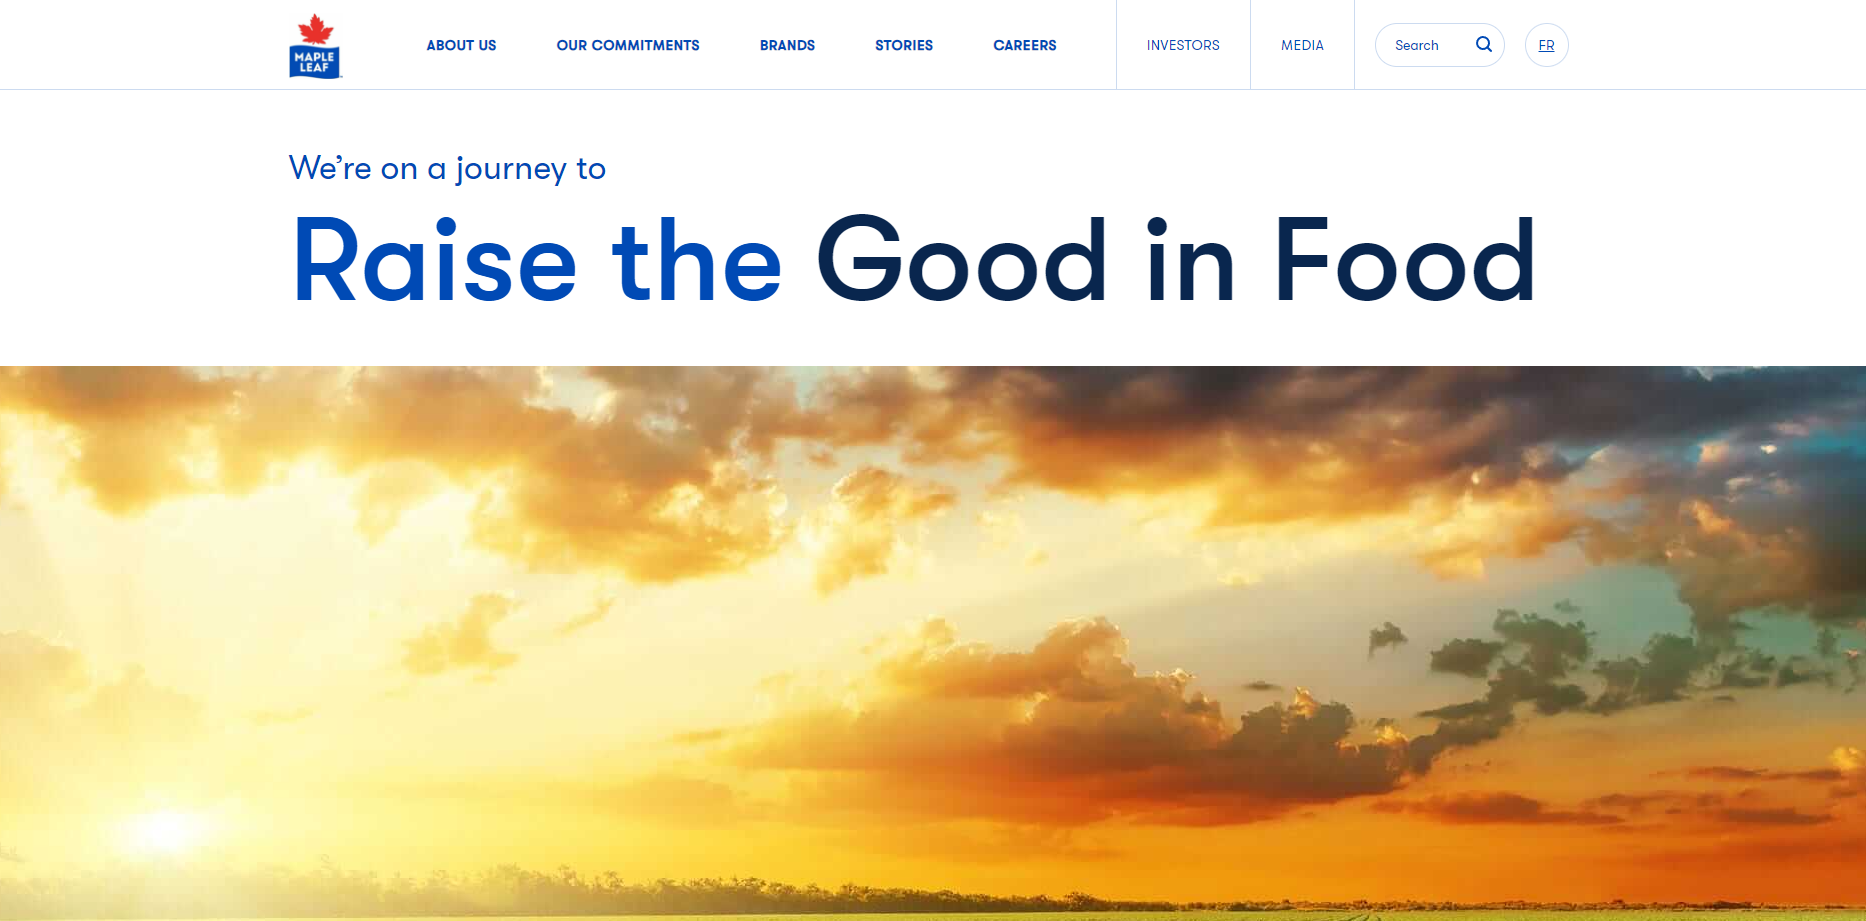 MAPLE
LEAF
ABOUT US
OUR COMMITMENTS
BRANDS
STORIES
CAREERS
INVESTORS
MEDIA
Search
FR
We’re on a journey to
Raise the Good in Food